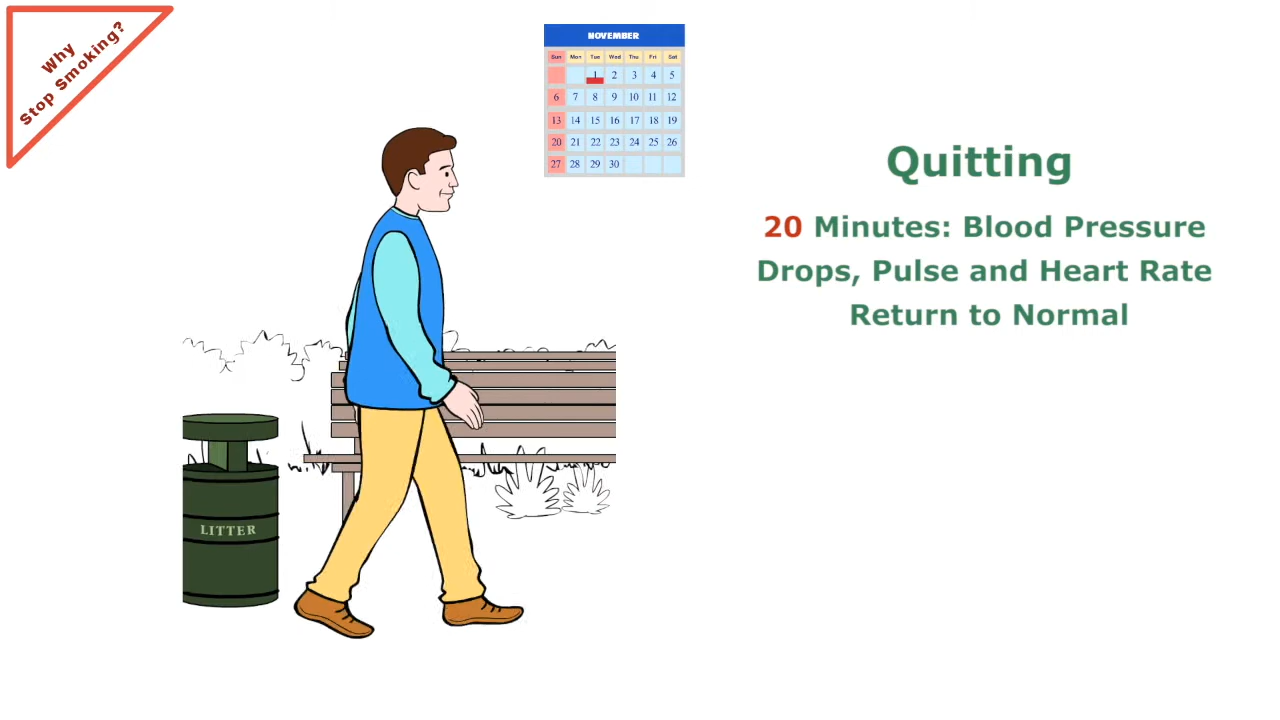 Why
Stop Smoking?
NOVEMBER
Sun Mon Tue Wed Thu Fri Sat
1 2 3 4 5
6 7 8 9 10 11 12
13 14 15 16 17 18 19
20 21 22 23 24 25 26
27 28 29 30
Quitting
20 Minutes: Blood Pressure
Drops, Pulse and Heart Rate
Return to Normal
LITTER